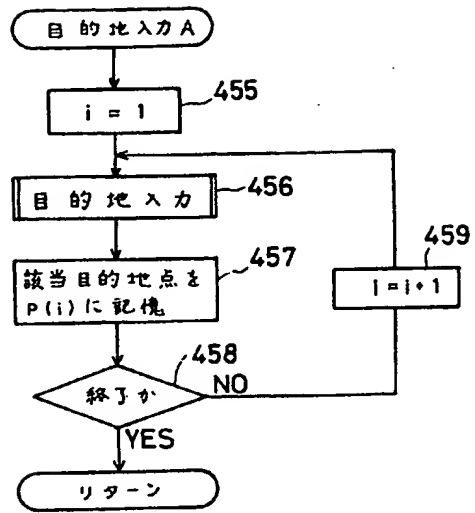 目的地入力A
i = 1
455
目的地入力
456
該当目的地点を
P(i)に記憶
457
459
i = i + 1
終了か
458
NO
YES
リターン